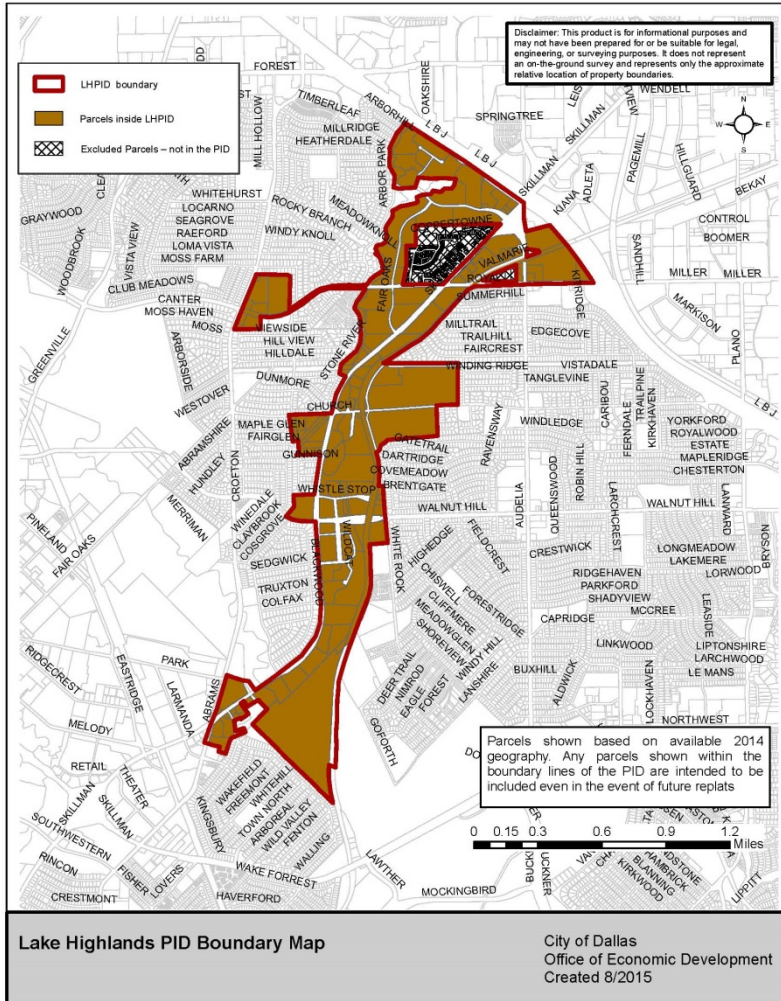 Disclaimer: This product is for informational purposes and
may not have been prepared for or be suitable for legal,
engineering, or surveying purposes. It does not represent
an on-the-ground survey and represents only the approximate
relative location of property boundaries.
LHPID boundary
Parcels inside LHPID
Excluded Parcels – not in the PID
N
W
E
S
FOREST
TIMBERLEAF
ARBORHILL
OAKSHIRE
LBJ
LBJ
SPRINGTREE
SKILLMAN
WENDELL
PAGEMILL
HILLGUARD
MILL HOLLOW
MILLRIDGE
HEATHERDALE
ARBOR PARK
SKILLMAN
KIANA
ADLETA
BEKAY
WHITEHURST
LOCARNO
SEAGROVE
RAEFORD
LOMA VISTA
MOSS FARM
ROCKY BRANCH
MEADOWKNOLL
WINDY KNOLL
GRAYWOOD
WOODBROOK
VISTA VIEW
CONTROL
BOOMER
SANDHILL
MILLER
MILLER
VALMARIE
FAIR OAKS
CLUB MEADOWS
CANTER
MOSS HAVEN
MOSS
SUMMERHILL
KIRRIDGE
MARKISON
PLANO
GREENVILLE
ARBORSIDE
VIEWSIDE
HILL VIEW
HILLDALE
STONE RIVER
MILLTRAIL
TRAILHILL
FAIRCREST
EDGECOVE
WINDING RIDGE
VISTADALE
TANGLEVINE
DUNMORE
WESTOVER
LBJ
CHURCH
MAPLE GLEN
FAIRGLEN
ABRAMSHIRE
HUNDLEY
CROFTON
GUNNISON
GATETRAIL
DARTRIDGE
COVEMEADOW
BRENTGATE
RAVENSWAY
WINDLEDGE
CARIBOU
FERNDALE
TRAILPINE
KIRKHAVEN
YORKFORD
ROYALWOOD
ESTATE
MAPLERIDGE
CHESTERTON
AUDELIA
QUEENSWOOD
ROBIN HILL
LARCHCREST
WHISTLE STOP
WALNUT HILL
WALNUT HILL
LANWARD
BRYSON
MERRIMAN
WINEDALE
CLAYBROOK
COSGROVE
PINELAND
FAIR OAKS
SEDGWICK
BLACKWOOD
WILDCAT
WHITE ROCK
HIGHEDGE
FIELDCREST
CRESTWICK
LONGMEADOW
LAKEMERE
LORWOOD
TRUXTON
COLFAX
CHISWELL
CLIFFMERE
MEADOWGLEN
SHOREVIEW
FORESTRIDGE
WINDY HILL
LANSHIRE
RIDGEHAVEN
PARKFORD
SHADYVIEW
MCCREE
CAPRIDGE
LEASIDE
LINKWOOD
LIPTONSHIRE
LARCHWOOD
LE MANS
BUXHILL
ALDWICK
LOCKHAVEN
RIDGECREST
EASTRIDGE
PARK
LARMANDA
ABRAMS
DEER TRAIL
NIMROD
EAGLE
FOREST
GOFORTH
NORTHWEST
MELODY
RETAIL
THEATER
SKILLMAN
SKILLMAN
Parcels shown based on available 2014
geography. Any parcels shown within the
boundary lines of the PID are intended to be
included even in the event of future replats
WAKEFIELD
FREEMONT
WHITEHILL
TOWN NORTH
ARBOREAL
WILD VALLEY
FENTON
WALLING
KINGSBURY
SOUTHWESTERN
RINCON
FISHER
LOVERS
WAKE FORREST
LAWTHER
CRESTMONT
HAVERFORD
MOCKINGBIRD
BLANNING
KIRKWOOD
LIPPITT
0 0.15 0.3 0.6 0.9 1.2
Miles
Lake Highlands PID Boundary Map
City of Dallas
Office of Economic Development
Created 8/2015